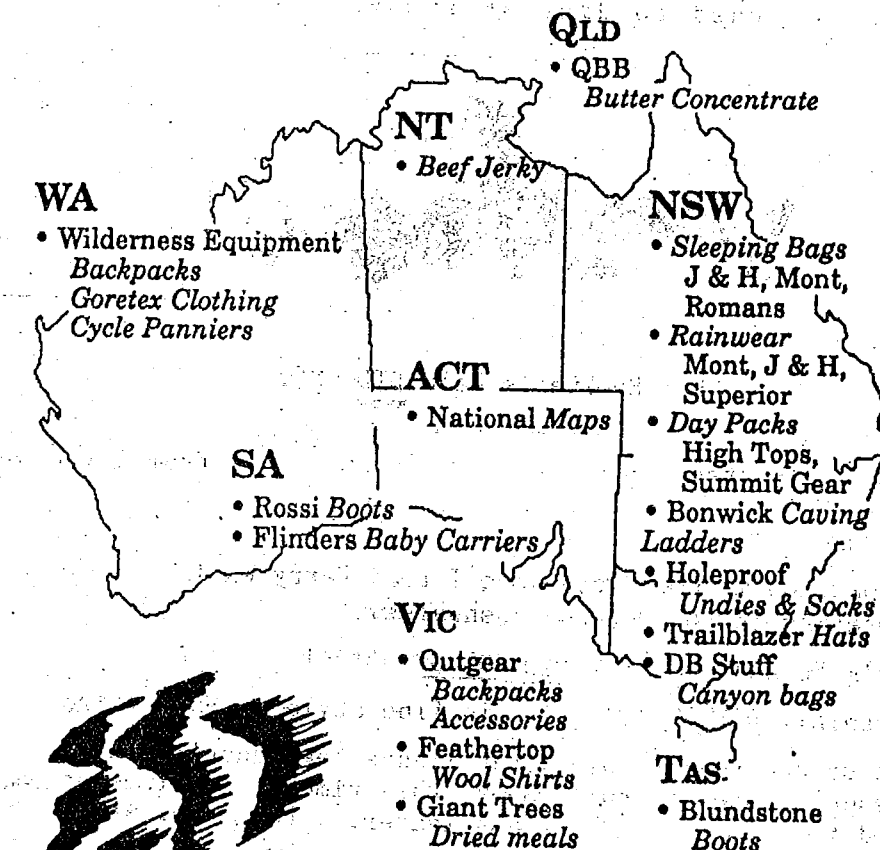 QLD
• QBB
Butter Concentrate
NT
• Beef Jerky
WA
• Wilderness Equipment
Backpacks
Goretex Clothing
Cycle Panniers
NSW
• Sleeping Bags
J & H, Mont,
Romans
• Rainwear
Mont, J & H,
Superior
• Day Packs
High Tops,
Summit Gear
• Bonwick Caving
Ladders
• Holeproof
Undies & Socks
• Trailblazer Hats
• DB Stuff
Canyon bags
ACT
• National Maps
SA
• Rossi Boots
• Flinders Baby Carriers
VIC
• Outgear
Backpacks
Accessories
• Feathertop
Wool Shirts
• Giant Trees
Dried meals
TAS.
• Blundstone
Boots